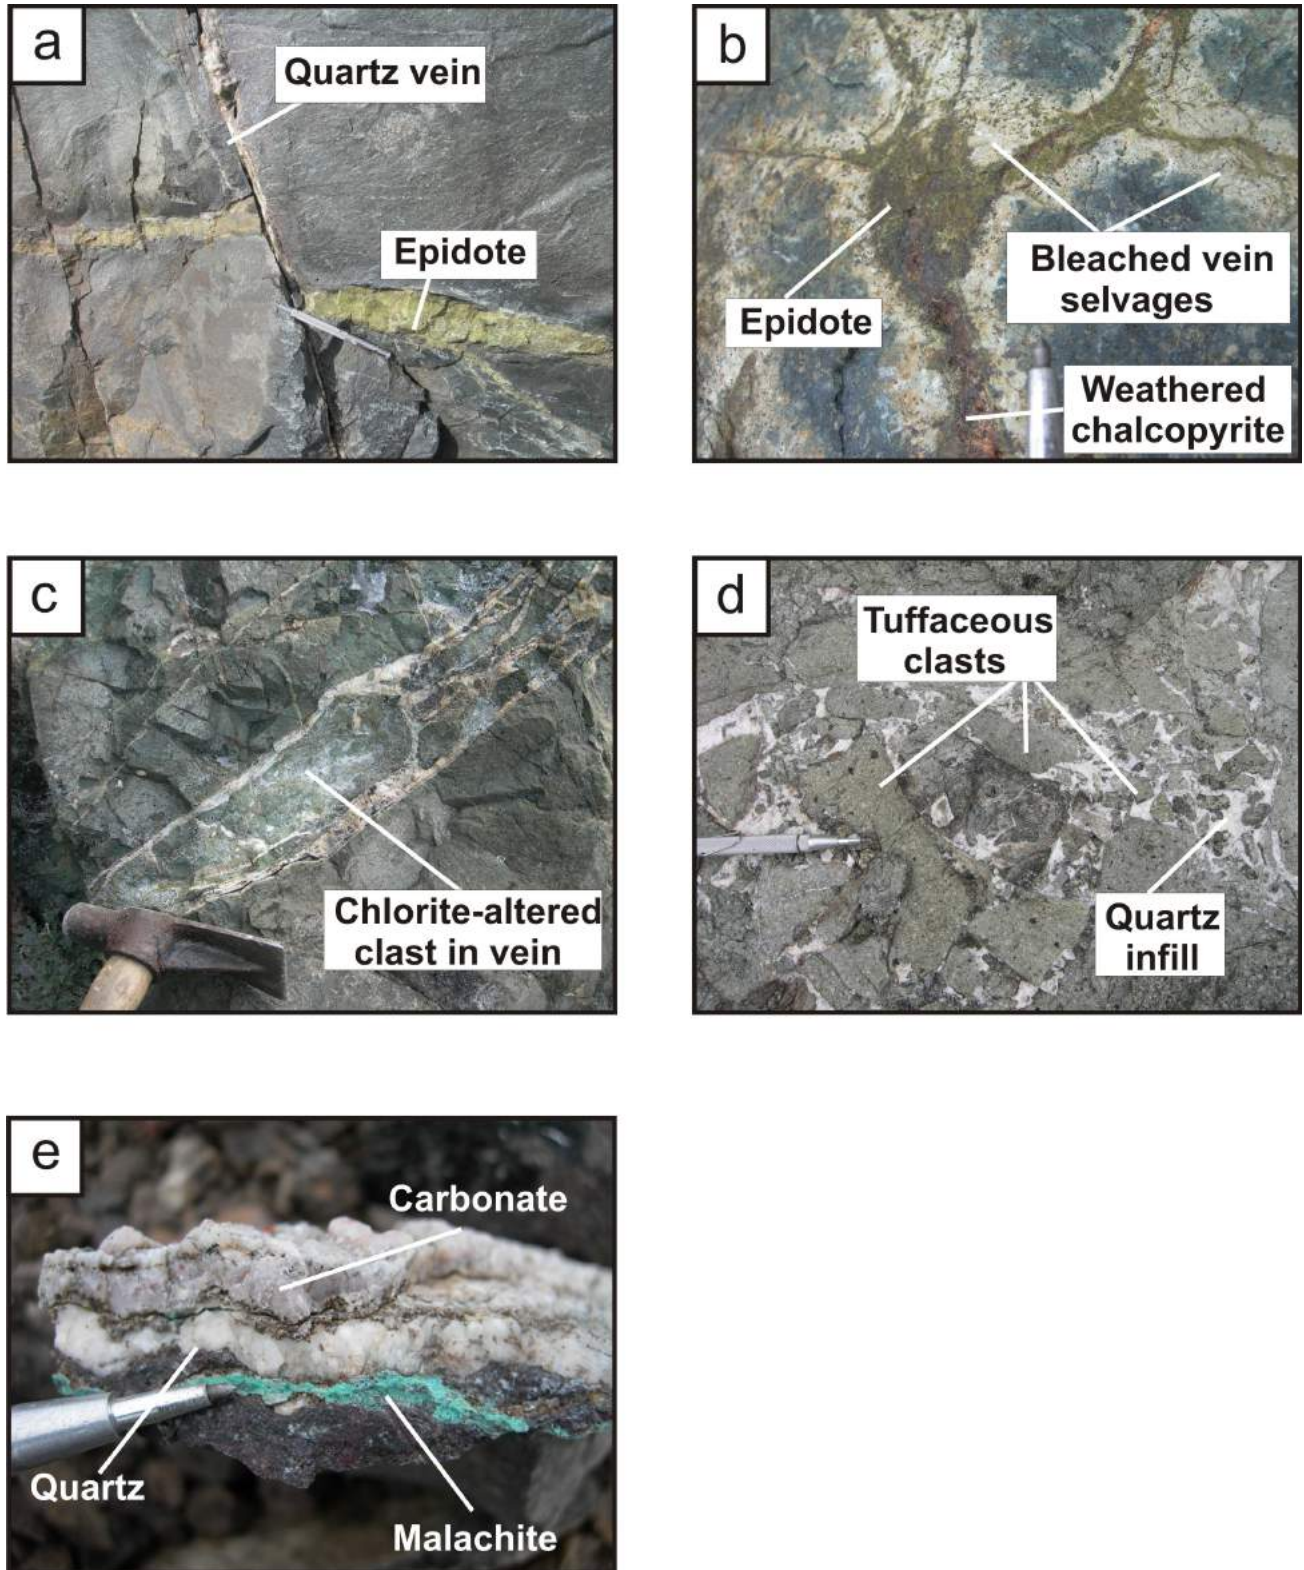 a
Quartz vein
Epidote
b
Epidote
Bleached vein
selvages
Weathered
chalcopyrite
c
Chlorite-altered
clast in vein
d
Tuffaceous
clasts
Quartz
infill
e
Carbonate
Quartz
Malachite